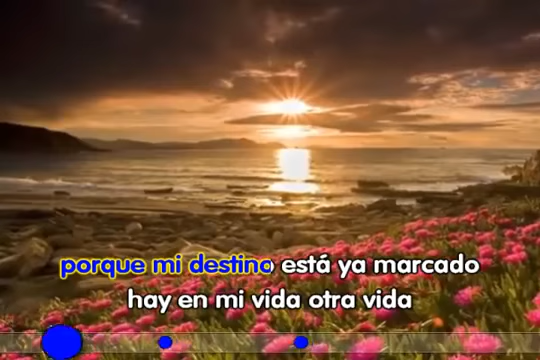 porque mi destino está ya marcado
hay en mi vida otra vida